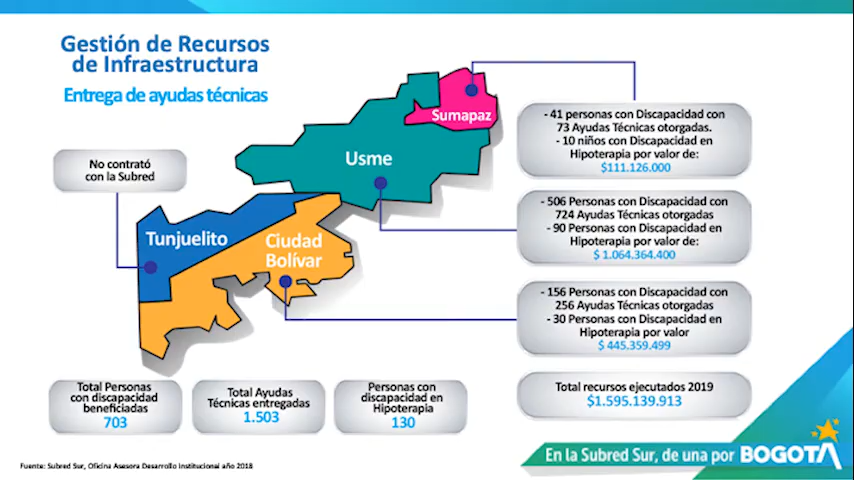 Gestión de Recursos
de Infraestructura
Entrega de ayudas técnicas
No contrató
con la Subred
Sumapaz
Usme
Tunjuelito
Ciudad
Bolívar
- 41 personas con Discapacidad con
73 Ayudas Técnicas otorgadas.
- 10 niños con Discapacidad en
Hipoterapia por valor de:
$111.126.000
- 506 Personas con Discapacidad con
724 Ayudas Técnicas otorgadas
- 90 Personas con Discapacidad en
Hipoterapia por valor de:
$ 1.064.364.400
- 156 Personas con Discapacidad con
256 Ayudas Técnicas otorgadas
- 30 Personas con Discapacidad en
Hipoterapia por valor
$ 445.359.499
Total Personas
con discapacidad
beneficiadas
703
Total Ayudas
Técnicas entregadas
1.503
Personas con
discapacidad en
Hipoterapia
130
Total recursos ejecutados 2019
$1.595.139.913
En la Subred Sur, de una por BOGOTÁ
Fuente: Subred Sur, Oficina Asesora Desarrollo Institucional año 2018